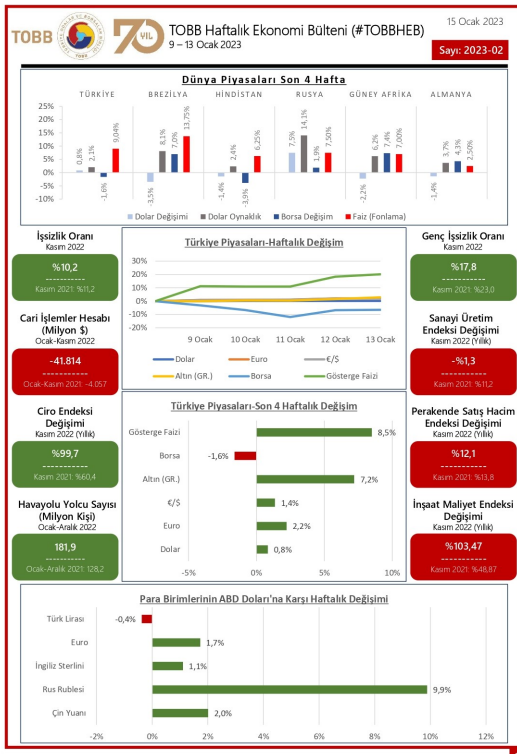 TOBB
TOBB
70 YIL
TOBB Haftalık Ekonomi Bülteni (#TOBBHEB)
9 – 13 Ocak 2023
15 Ocak 2023
Sayı: 2023-02
Dünya Piyasaları Son 4 Hafta
TÜRKİYE BREZİLYA HİNDİSTAN RUSYA GÜNEY AFRİKA ALMANYA
25%
20%
15%
10%
5%
0%
-5%
-10%
0,8% 2,1% -1,6% 9,04%
-3,5% 8,1% 7,0% 13,75%
-1,4% 2,4% -3,9% 6,25%
7,5% 14,1% 1,9% 7,50%
-2,2% 6,2% 7,4% 7,00%
-1,4% 3,7% 4,3% 2,50%
Dolar Değişimi Dolar Oynaklık Borsa Değişim Faiz (Fonlama)
İşsizlik Oranı
Kasım 2022
%10,2
-----------
Kasım 2021: %11,2
Cari İşlemler Hesabı
(Milyon $)
Ocak-Kasım 2022
-41.814
-----------
Ocak-Kasım 2021: -4.057
Ciro Endeksi
Değişimi
Kasım 2022 (Yıllık)
%99,7
-----------
Kasım 2021: %60,4
Havayolu Yolcu Sayısı
(Milyon Kişi)
Ocak-Aralık 2022
181,9
-----------
Ocak-Aralık 2021: 128,2
Türkiye Piyasaları-Haftalık Değişim
30%
20%
10%
0%
-10%
-20%
9 Ocak 10 Ocak 11 Ocak 12 Ocak 13 Ocak
Dolar Euro €/$
Altın (GR.) Borsa Gösterge Faizi
Türkiye Piyasaları-Son 4 Haftalık Değişim
Gösterge Faizi 8,5%
Borsa -1,6%
Altın (GR.) 7,2%
€/$ 1,4%
Euro 2,2%
Dolar 0,8%
-5% 0% 5% 10%
Genç İşsizlik Oranı
Kasım 2022
%17,8
-----------
Kasım 2021: %23,0
Sanayi Üretim
Endeksi Değişimi
Kasım 2022 (Yıllık)
-%1,3
-----------
Kasım 2021: %11,2
Perakende Satış Hacim
Endeksi Değişimi
Kasım 2022 (Yıllık)
%12,1
-----------
Kasım 2021: %13,8
İnşaat Maliyet Endeksi
Değişimi
Kasım 2022 (Yıllık)
%103,47
-----------
Kasım 2021: %48,87
Para Birimlerinin ABD Doları'na Karşı Haftalık Değişimi
Türk Lirası -0,4%
Euro 1,7%
İngiliz Sterlini 1,1%
Rus Rublesi 9,9%
Çin Yuanı 2,0%
-2% 0% 2% 4% 6% 8% 10% 12%